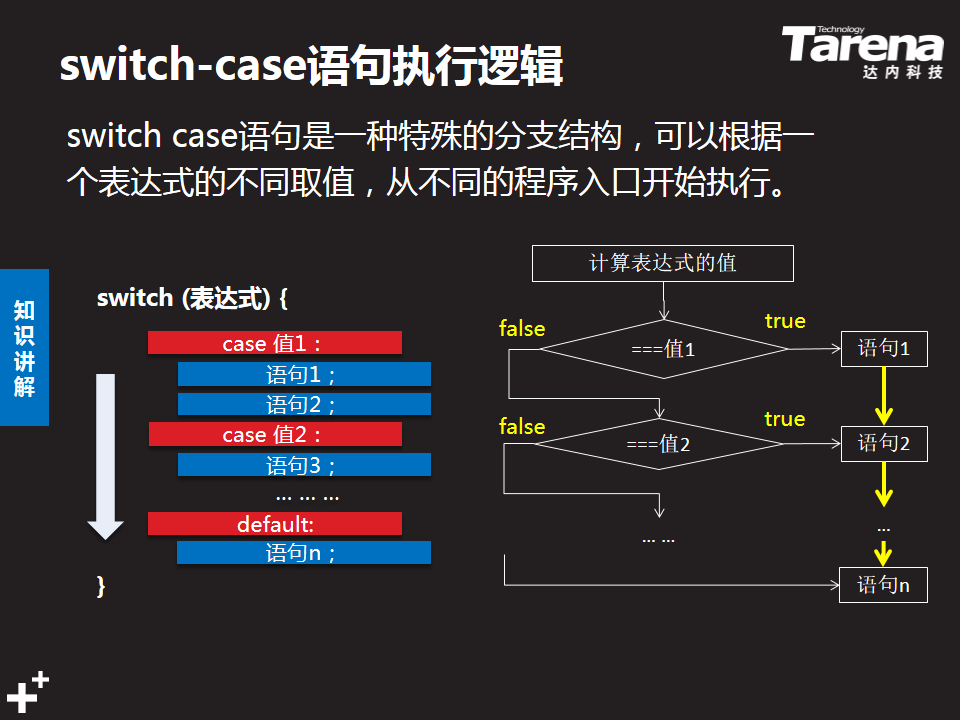 switch-case语句执行逻辑
Technology
Tarena
达内科技
switch case语句是一种特殊的分支结构，可以根据一
个表达式的不同取值，从不同的程序入口开始执行。
知识讲解
switch (表达式) {
case 值1：
语句1；
语句2；
case 值2：
语句3；
... ... ...
default:
语句n；
}
计算表达式的值
false
===值1
true
语句1
false
===值2
true
语句2
... ...
...
语句n